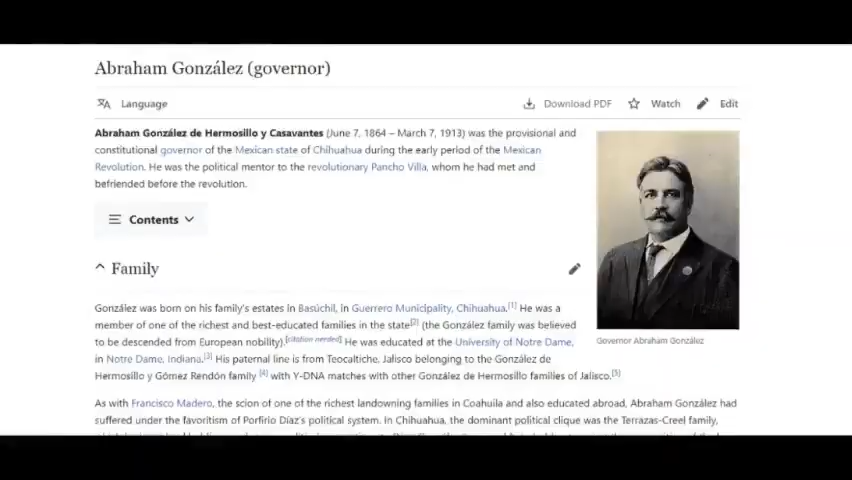 Abraham González (governor)
Language
Download PDF
Watch
Edit
Abraham González de Hermosillo y Casavantes (June 7, 1864 – March 7, 1913) was the provisional and
constitutional governor of the Mexican state of Chihuahua during the early period of the Mexican
Revolution. He was the political mentor to the revolutionary Pancho Villa, whom he had met and
befriended before the revolution.
Contents
Family
González was born on his family's estates in Basúchil, in Guerrero Municipality, Chihuahua.[1] He was a
member of one of the richest and best-educated families in the state[2] (the González family was believed
to be descended from European nobility).[citation needed] He was educated at the University of Notre Dame,
in Notre Dame, Indiana.[3] His paternal line is from Teocaltiche, Jalisco belonging to the González de
Hermosillo y Gómez Rendón family [4] with Y-DNA matches with other González de Hermosillo families of Jalisco.[5]
Governor Abraham González
As with Francisco Madero, the scion of one of the richest landowning families in Coahuila and also educated abroad, Abraham González had
suffered under the favoritism of Porfirio Díaz's political system. In Chihuahua, the dominant political clique was the Terrazas-Creel family,